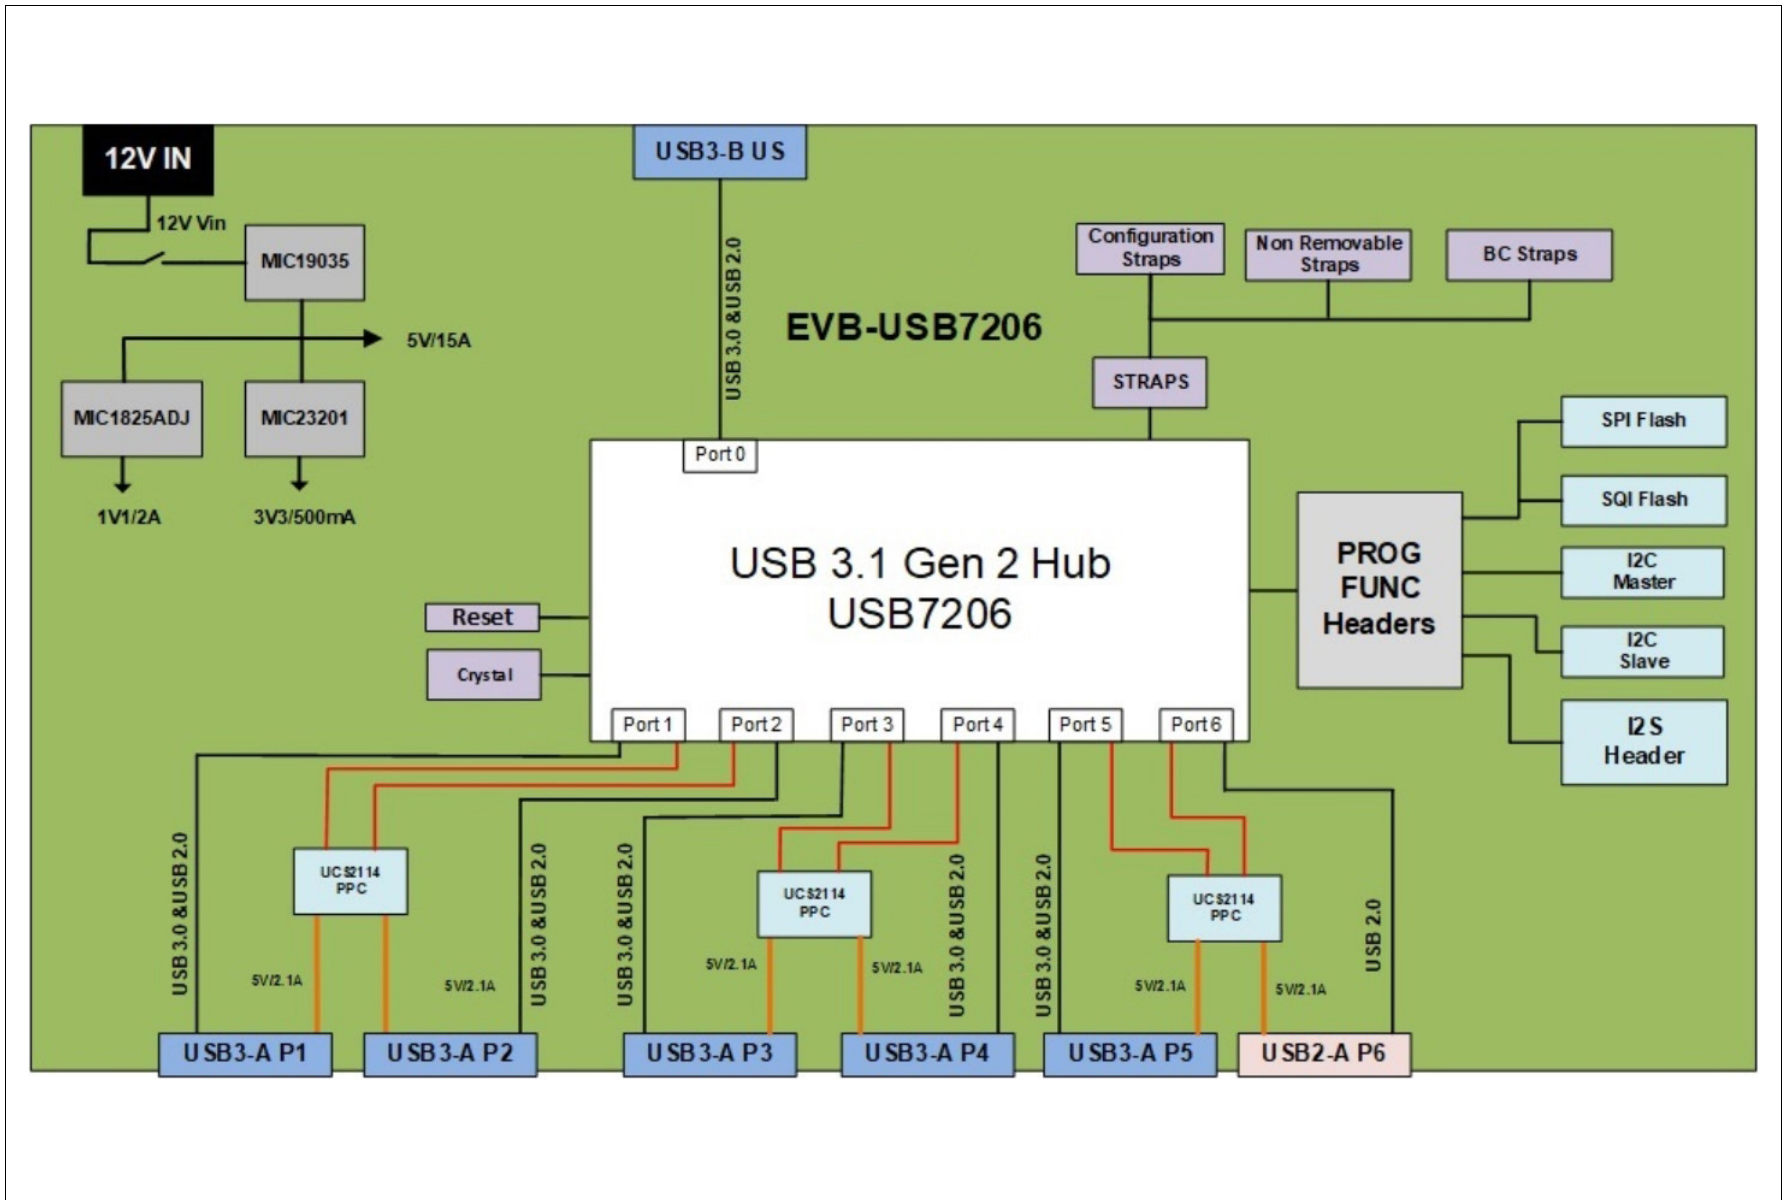 12V IN
USB3-B US
12V Vin
MIC19035
5V/15A
MIC1825ADJ
MIC23201
1V1/2A
3V3/500mA
USB 3.0 &USB 2.0
EVB-USB7206
Configuration
Straps
Non Removable
Straps
BC Straps
STRAPS
Port 0
USB 3.1 Gen 2 Hub
USB7206
Reset
Crystal
PROG
FUNC
Headers
SPI Flash
SQI Flash
I2C
Master
I2C
Slave
I2S
Header
Port 1
Port 2
Port 3
Port 4
Port 5
Port 6
USB 3.0 &USB 2.0
UCS2114
PPC
5V/2.1A
5V/2.1A
USB 3.0 &USB 2.0
USB 3.0 &USB 2.0
UCS2114
PPC
5V/2.1A
5V/2.1A
USB 3.0 &USB 2.0
USB 3.0 &USB 2.0
UCS2114
PPC
5V/2.1A
5V/2.1A
USB 2.0
USB3-A P1
USB3-A P2
USB3-A P3
USB3-A P4
USB3-A P5
USB2-A P6